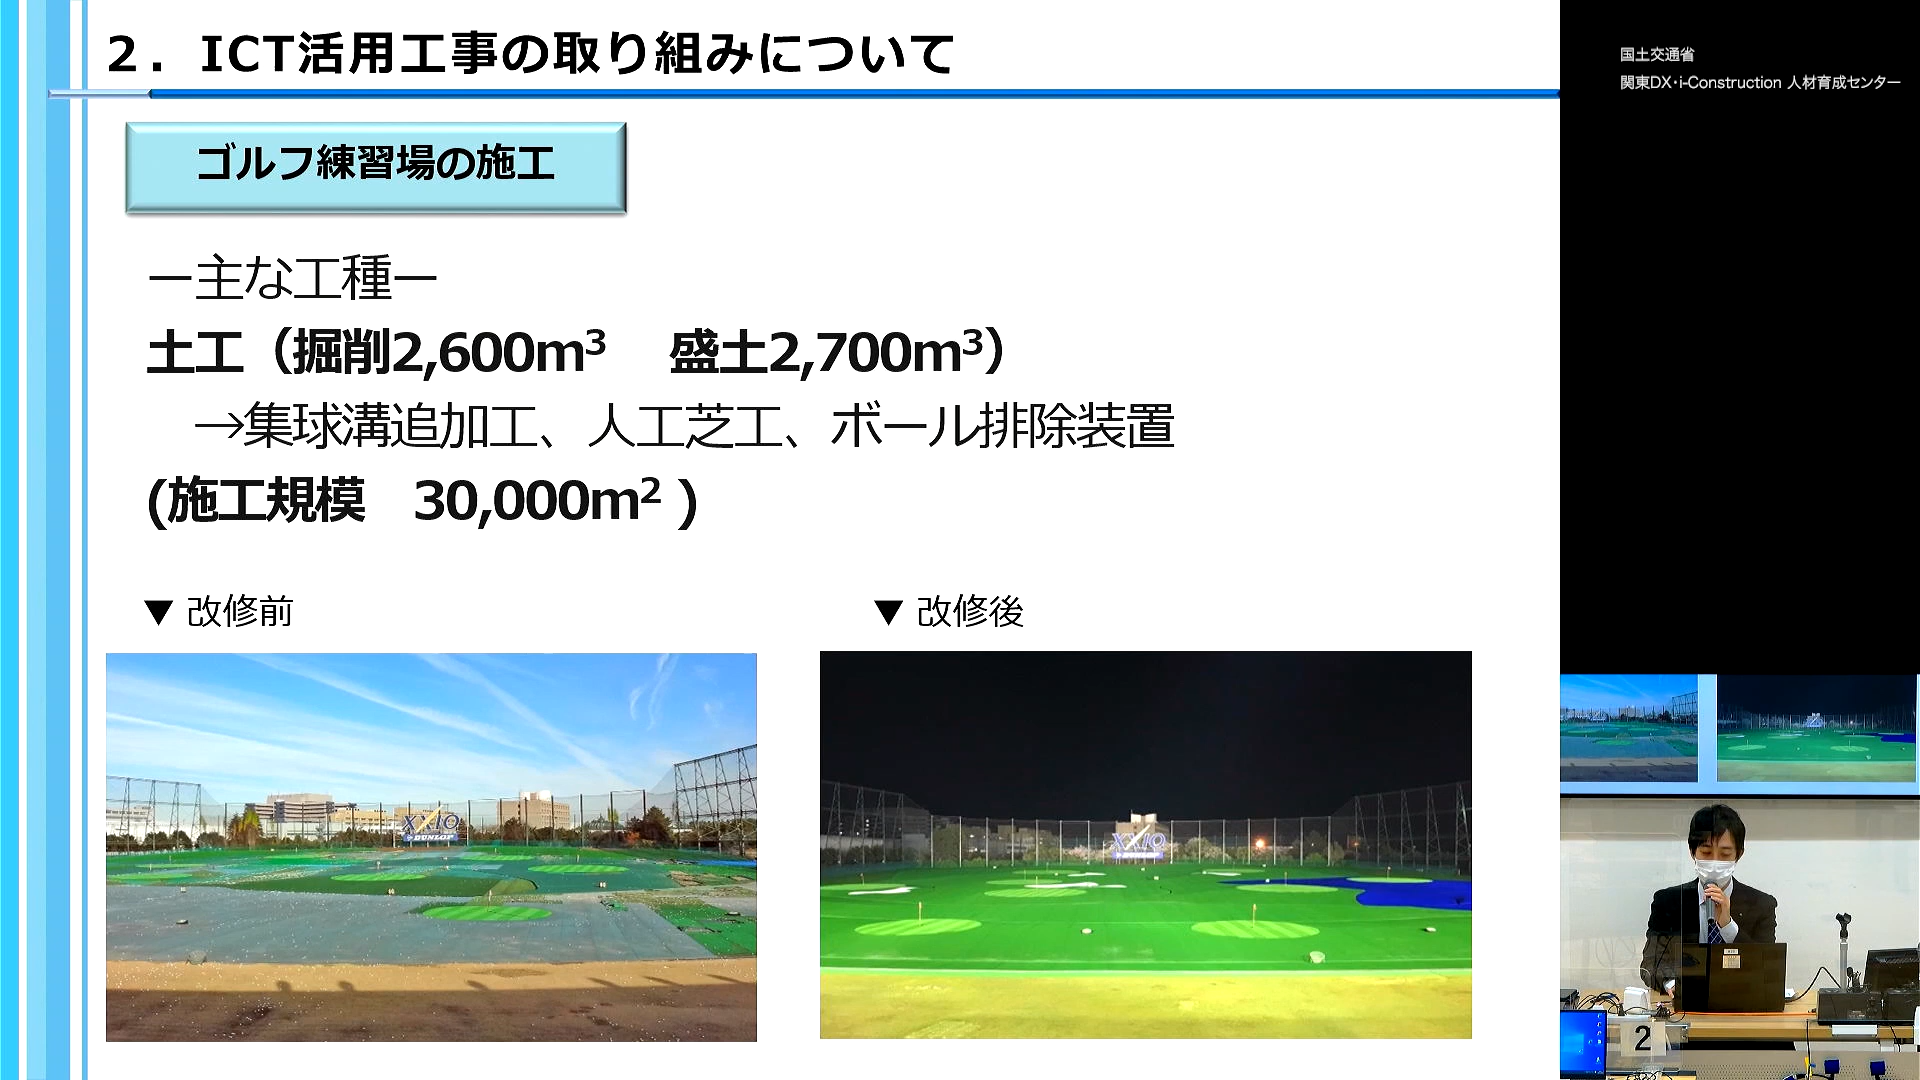 2．ICT活用工事の取り組みについて
ゴルフ練習場の施工
ー主な工種ー
土工（掘削2,600m³　盛土2,700m³）
→集球溝追加工、人工芝工、ボール排除装置
(施工規模　30,000m² )
▼ 改修前
▼ 改修後
XXIO
DUNLOP
XXIO
国土交通省
関東DX・i-Construction 人材育成センター
2